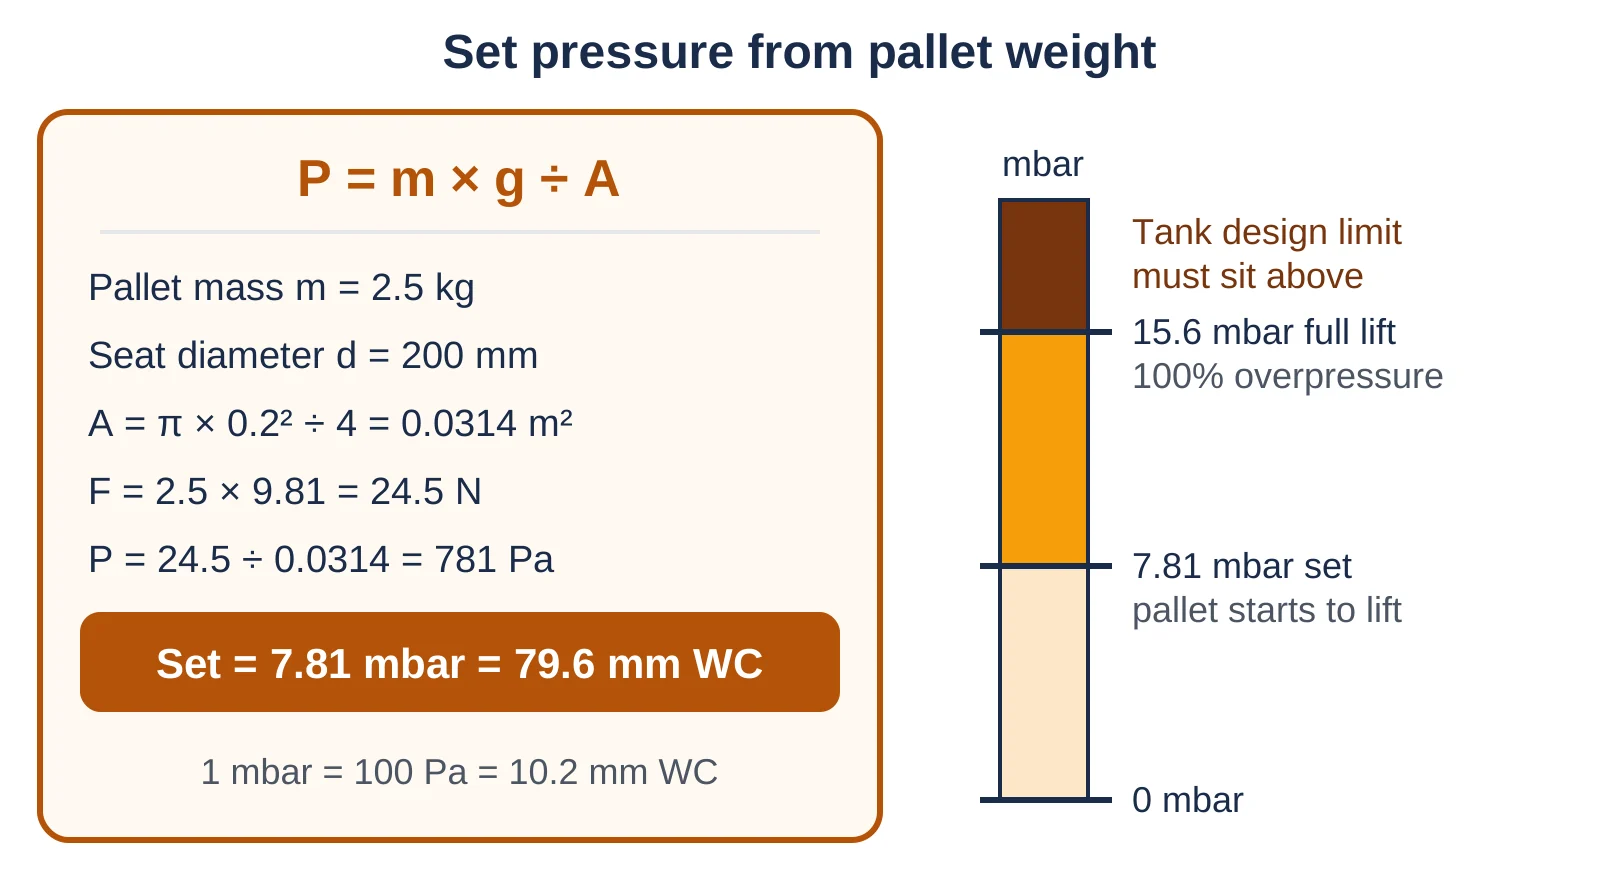 Set pressure from pallet weight
P = m × g ÷ A
Pallet mass m = 2.5 kg
Seat diameter d = 200 mm
A = π × 0.2² ÷ 4 = 0.0314 m²
F = 2.5 × 9.81 = 24.5 N
P = 24.5 ÷ 0.0314 = 781 Pa
Set = 7.81 mbar = 79.6 mm WC
1 mbar = 100 Pa = 10.2 mm WC
mbar
Tank design limit
must sit above
15.6 mbar full lift
100% overpressure
7.81 mbar set
pallet starts to lift
0 mbar